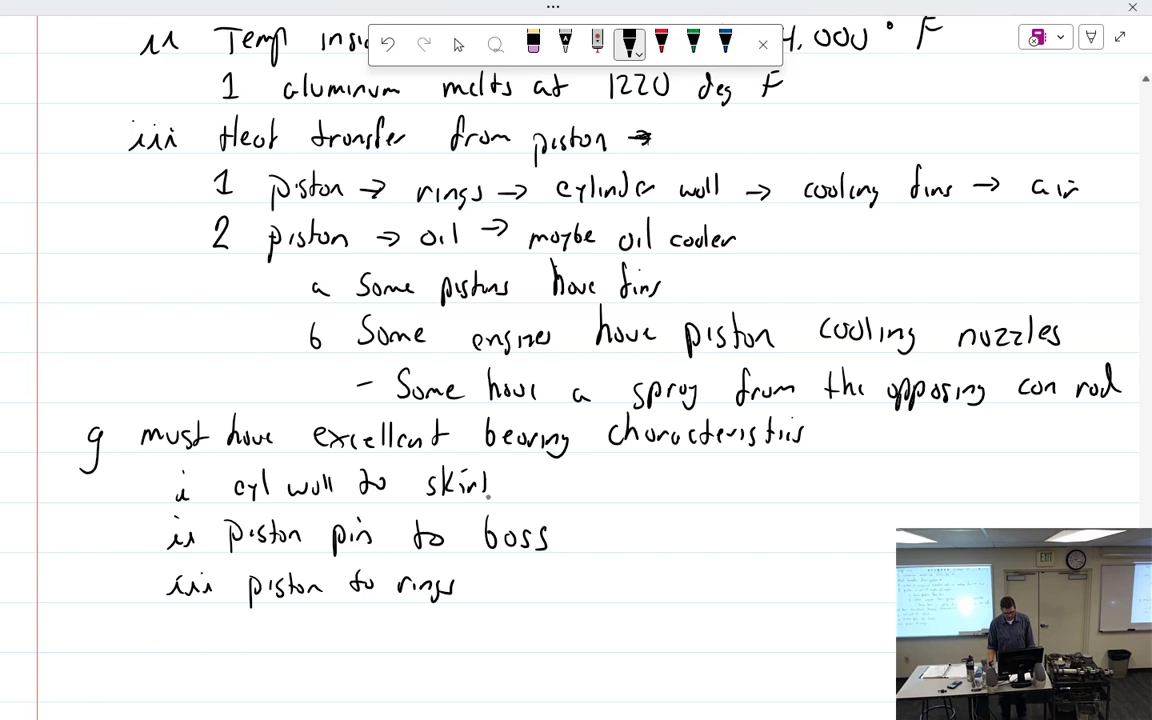 ii Temp insi 4,000° F
1 aluminum melts at 1220 deg F
iii Heat transfer from piston →
1 piston → rings → cylinder wall → cooling fins → air
2 piston → oil → maybe oil cooler
a Some pistons have fins
b Some engines have piston cooling nuzzles
- Some have a spray from the opposing con rod
g must have excellent bearing characteristics
i cyl wall to skirt
ii piston pin to boss
iii piston to rings
EXIT